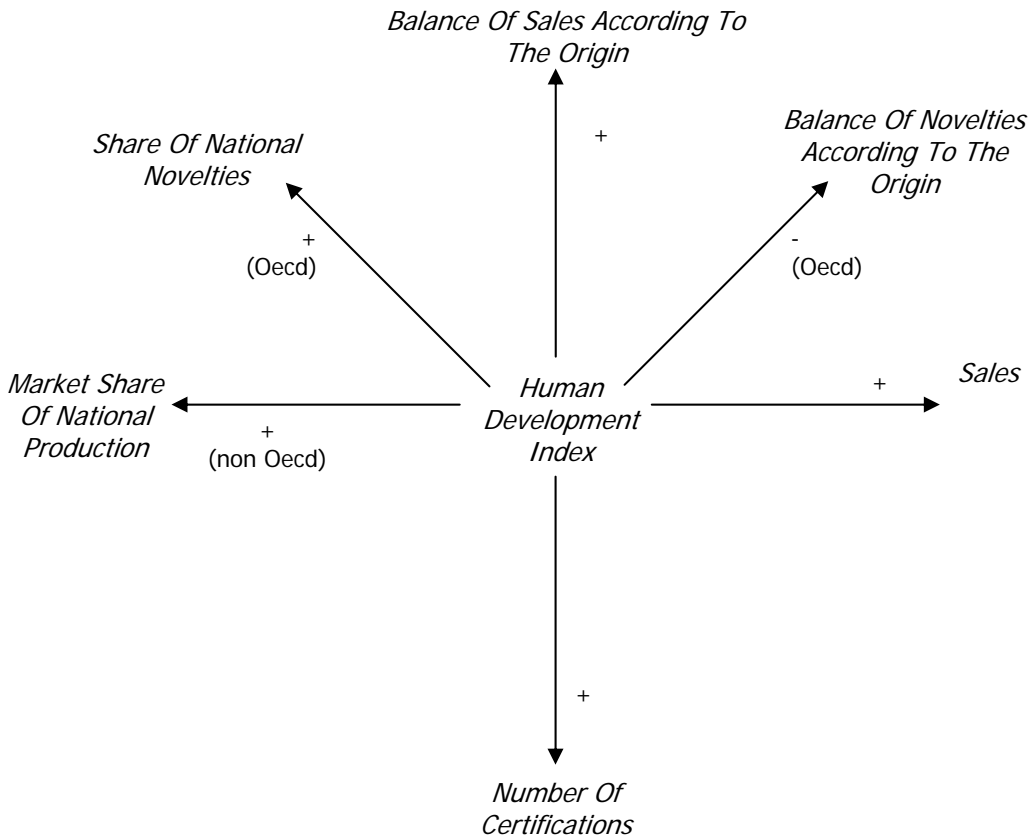 Balance Of Sales According To
The Origin
+
Balance Of Novelties
According To The
Origin
Share Of National
Novelties
+
(Oecd)
-
(Oecd)
Market Share
Of National
Production
+
(non Oecd)
Human
Development
Index
+
Sales
+
Number Of
Certifications